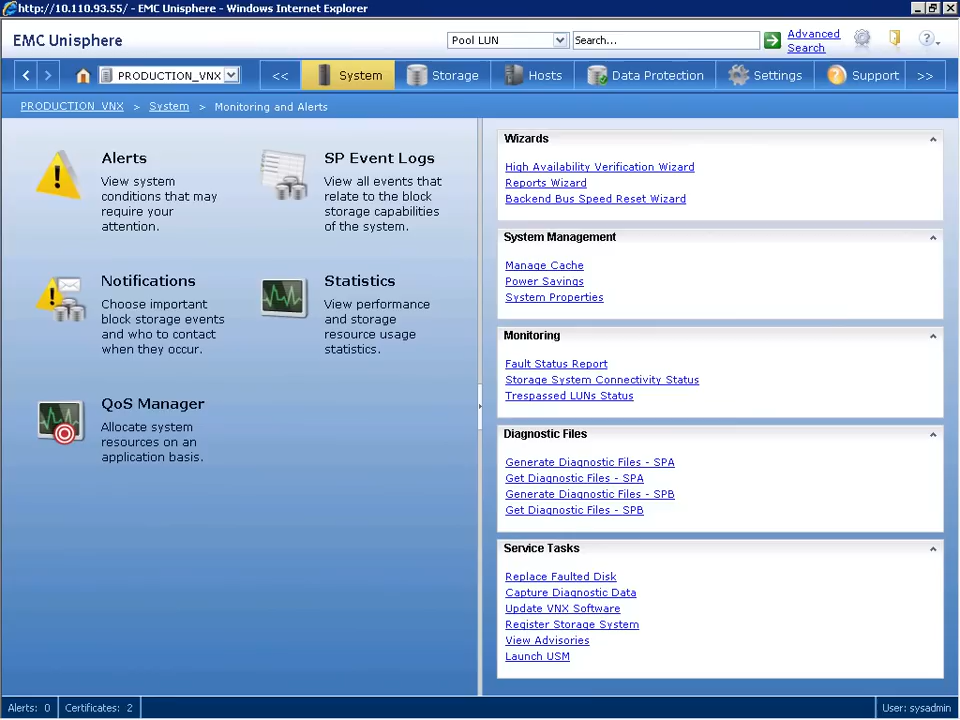 http://10.110.93.55/ - EMC Unisphere - Windows Internet Explorer
EMC Unisphere
Pool LUN
Search...
Advanced
Search
PRODUCTION_VNX
<<
System
Storage
Hosts
Data Protection
Settings
Support
>>
PRODUCTION_VNX > System > Monitoring and Alerts
Alerts
View system
conditions that may
require your
attention.
SP Event Logs
View all events that
relate to the block
storage capabilities
of the system.
Notifications
Choose important
block storage events
and who to contact
when they occur.
Statistics
View performance
and storage
resource usage
statistics.
QoS Manager
Allocate system
resources on an
application basis.
Wizards
High Availability Verification Wizard
Reports Wizard
Backend Bus Speed Reset Wizard
System Management
Manage Cache
Power Savings
System Properties
Monitoring
Fault Status Report
Storage System Connectivity Status
Trespassed LUNs Status
Diagnostic Files
Generate Diagnostic Files - SPA
Get Diagnostic Files - SPA
Generate Diagnostic Files - SPB
Get Diagnostic Files - SPB
Service Tasks
Replace Faulted Disk
Capture Diagnostic Data
Update VNX Software
Register Storage System
View Advisories
Launch USM
Alerts: 0
Certificates: 2
User: sysadmin